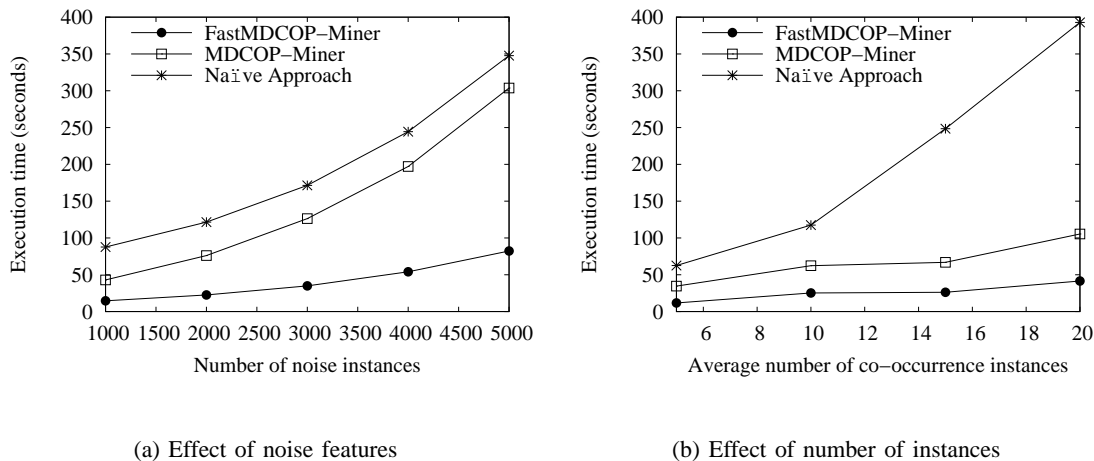 400
350
300
250
200
150
100
50
0
Execution time (seconds)
FastMDCOP−Miner
MDCOP−Miner
Naïve Approach
1000 1500 2000 2500 3000 3500 4000 4500 5000
Number of noise instances
(a) Effect of noise features
400
350
300
250
200
150
100
50
0
Execution time (seconds)
FastMDCOP−Miner
MDCOP−Miner
Naïve Approach
6 8 10 12 14 16 18 20
Average number of co−occurrence instances
(b) Effect of number of instances